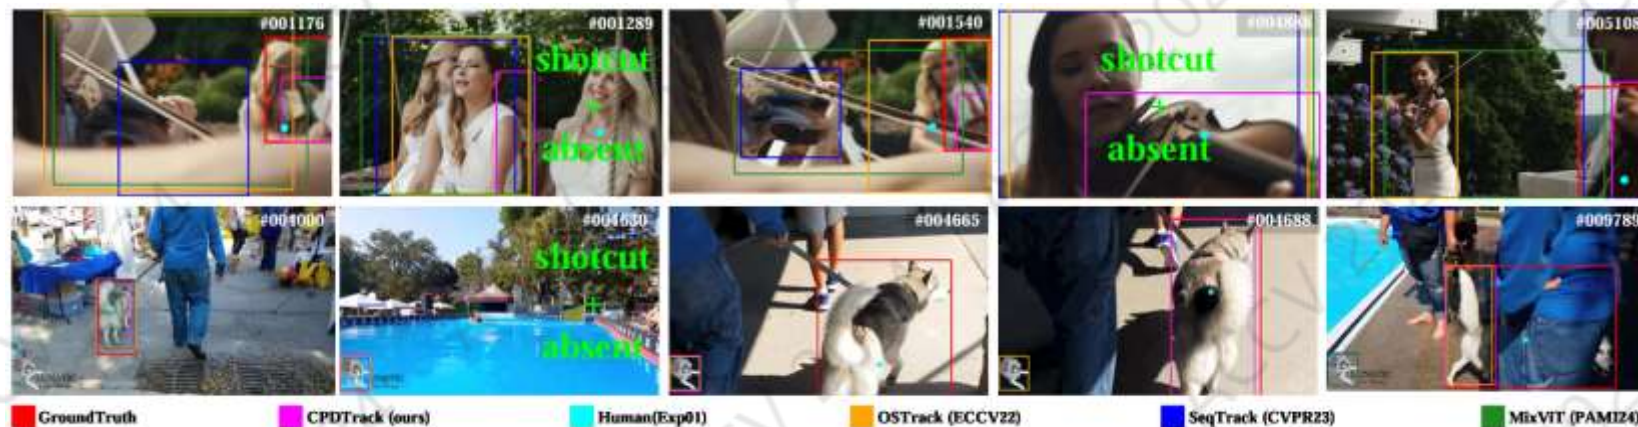 #001176
#001289
shotcut
+
absent
#001540
shotcut
+
absent
#005108
#004000
#004630
shotcut
+
absent
#004665
#004688
#009789
GroundTruth
CPDTrack (ours)
Human(Exp01)
OSTrack (ECCV22)
SeqTrack (CVPR23)
MixViT (PAMI24)